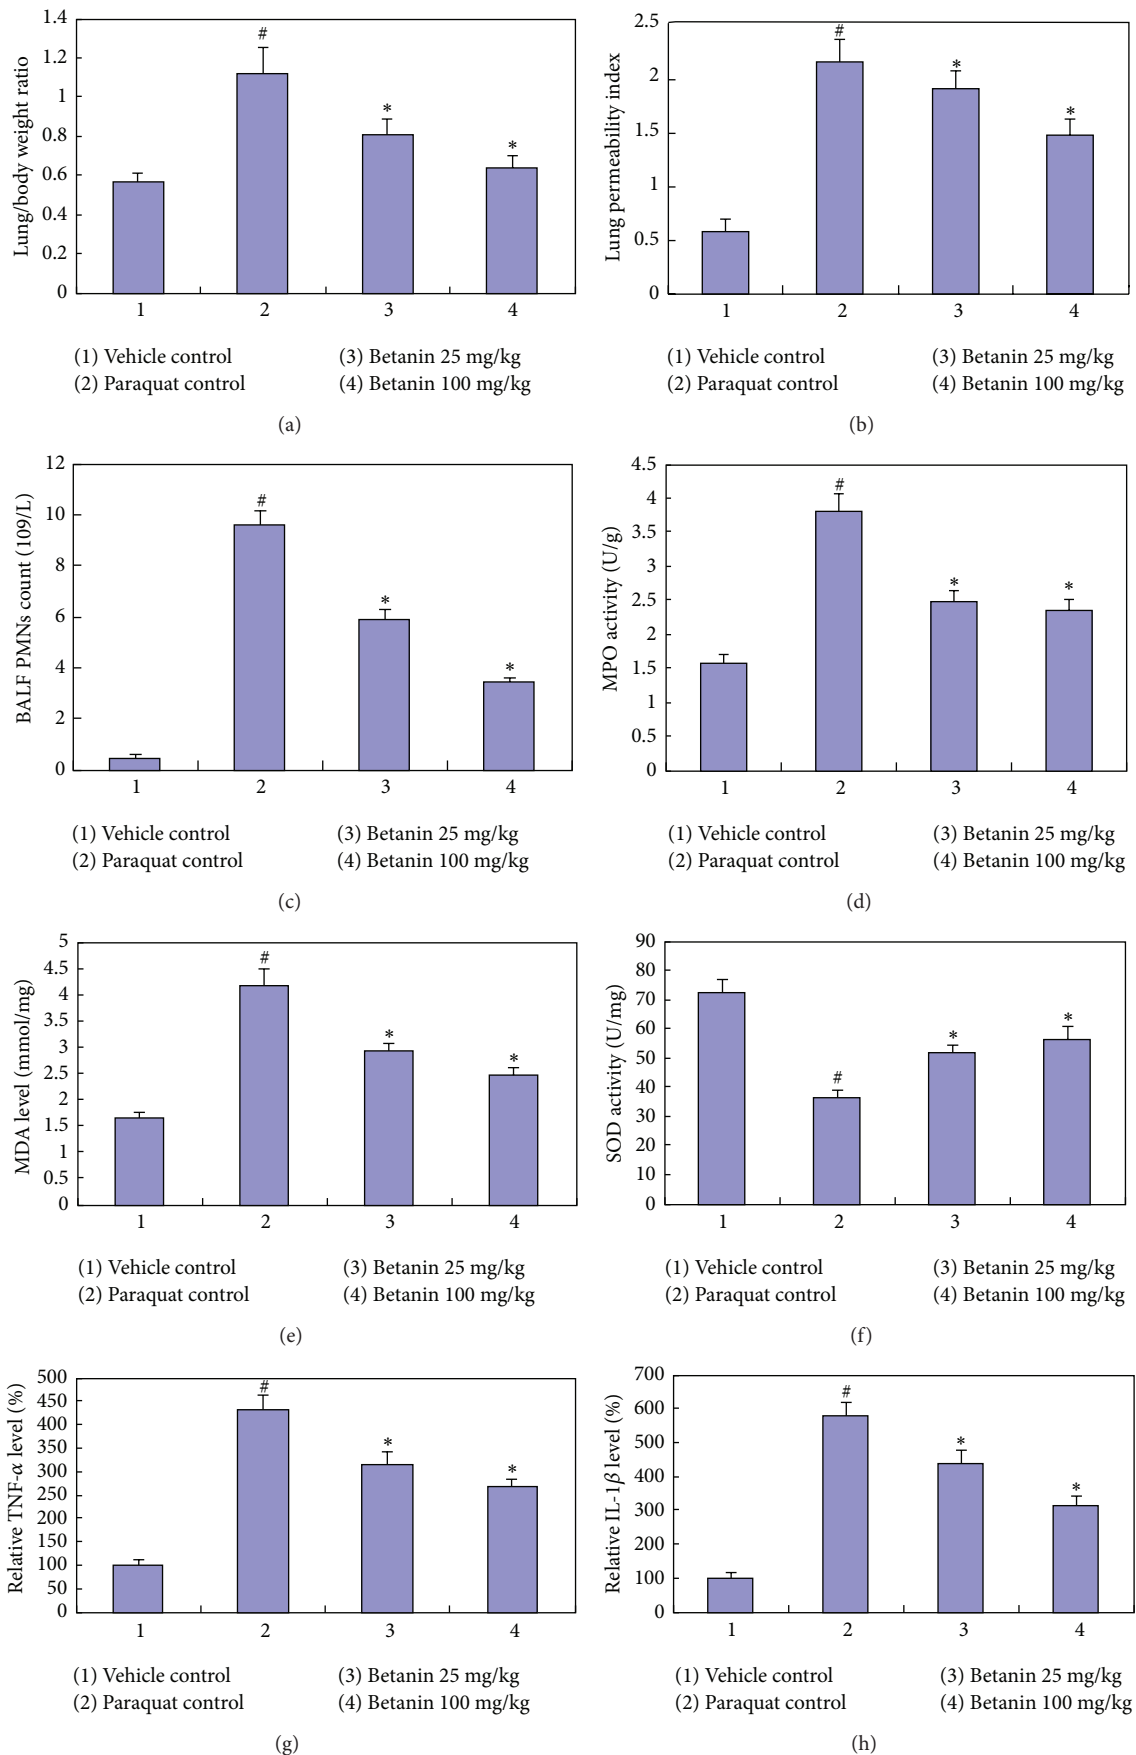 1.4
1.2
1
0.8
0.6
0.4
0.2
0
Lung/body weight ratio
#
*
*
1 2 3 4
(1) Vehicle control (3) Betanin 25 mg/kg
(2) Paraquat control (4) Betanin 100 mg/kg
(a)
2.5
2
1.5
1
0.5
0
Lung permeability index
#
*
*
1 2 3 4
(1) Vehicle control (3) Betanin 25 mg/kg
(2) Paraquat control (4) Betanin 100 mg/kg
(b)
12
10
8
6
4
2
0
BALF PMNs count (109/L)
#
*
*
1 2 3 4
(1) Vehicle control (3) Betanin 25 mg/kg
(2) Paraquat control (4) Betanin 100 mg/kg
(c)
4.5
4
3.5
3
2.5
2
1.5
1
0.5
0
MPO activity (U/g)
#
*
*
1 2 3 4
(1) Vehicle control (3) Betanin 25 mg/kg
(2) Paraquat control (4) Betanin 100 mg/kg
(d)
5
4.5
4
3.5
3
2.5
2
1.5
1
0.5
0
MDA level (mmol/mg)
#
*
*
1 2 3 4
(1) Vehicle control (3) Betanin 25 mg/kg
(2) Paraquat control (4) Betanin 100 mg/kg
(e)
90
80
70
60
50
40
30
20
10
0
SOD activity (U/mg)
#
*
*
1 2 3 4
(1) Vehicle control (3) Betanin 25 mg/kg
(2) Paraquat control (4) Betanin 100 mg/kg
(f)
500
450
400
350
300
250
200
150
100
50
0
Relative TNF-α level (%)
#
*
*
1 2 3 4
(1) Vehicle control (3) Betanin 25 mg/kg
(2) Paraquat control (4) Betanin 100 mg/kg
(g)
700
600
500
400
300
200
100
0
Relative IL-1β level (%)
#
*
*
1 2 3 4
(1) Vehicle control (3) Betanin 25 mg/kg
(2) Paraquat control (4) Betanin 100 mg/kg
(h)